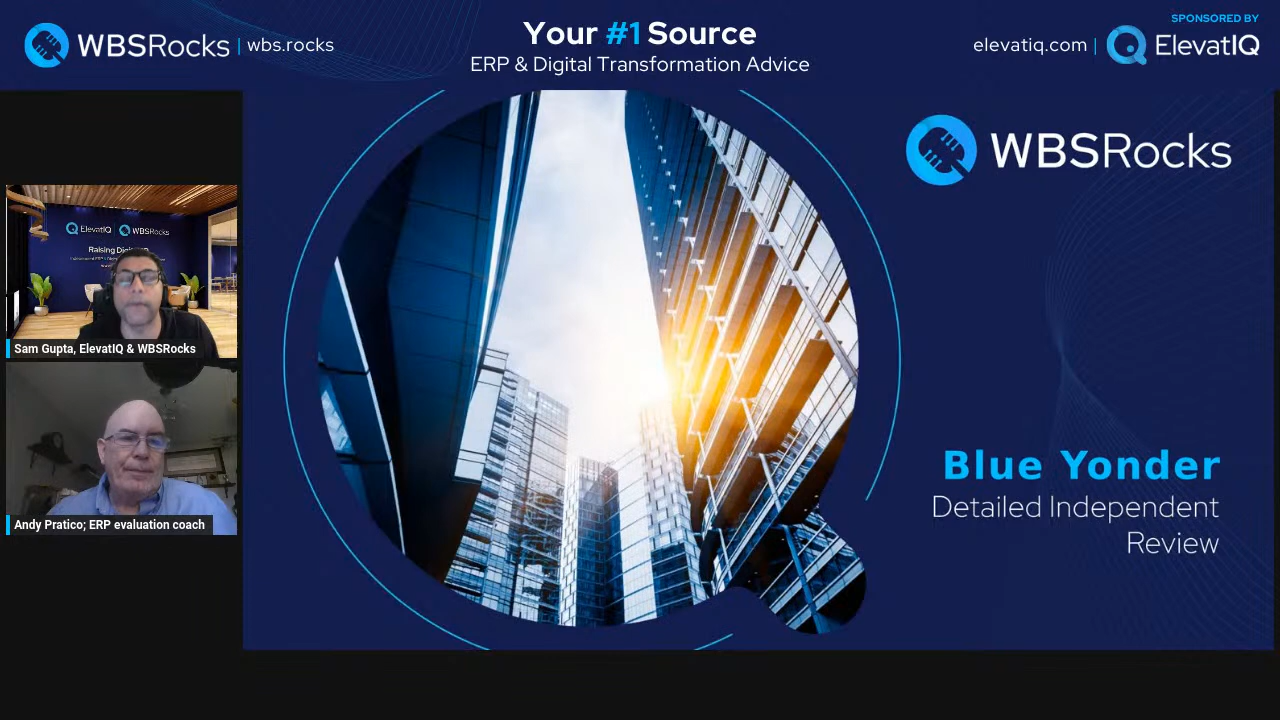 WBSRocks | wbs.rocks
Your #1 Source
ERP & Digital Transformation Advice
SPONSORED BY
elevatiq.com | ElevatIQ
WBSRocks
ElevatIQ | WBSRocks
Sam Gupta, ElevatIQ & WBSRocks
Andy Pratico; ERP evaluation coach
Blue Yonder
Detailed Independent
Review